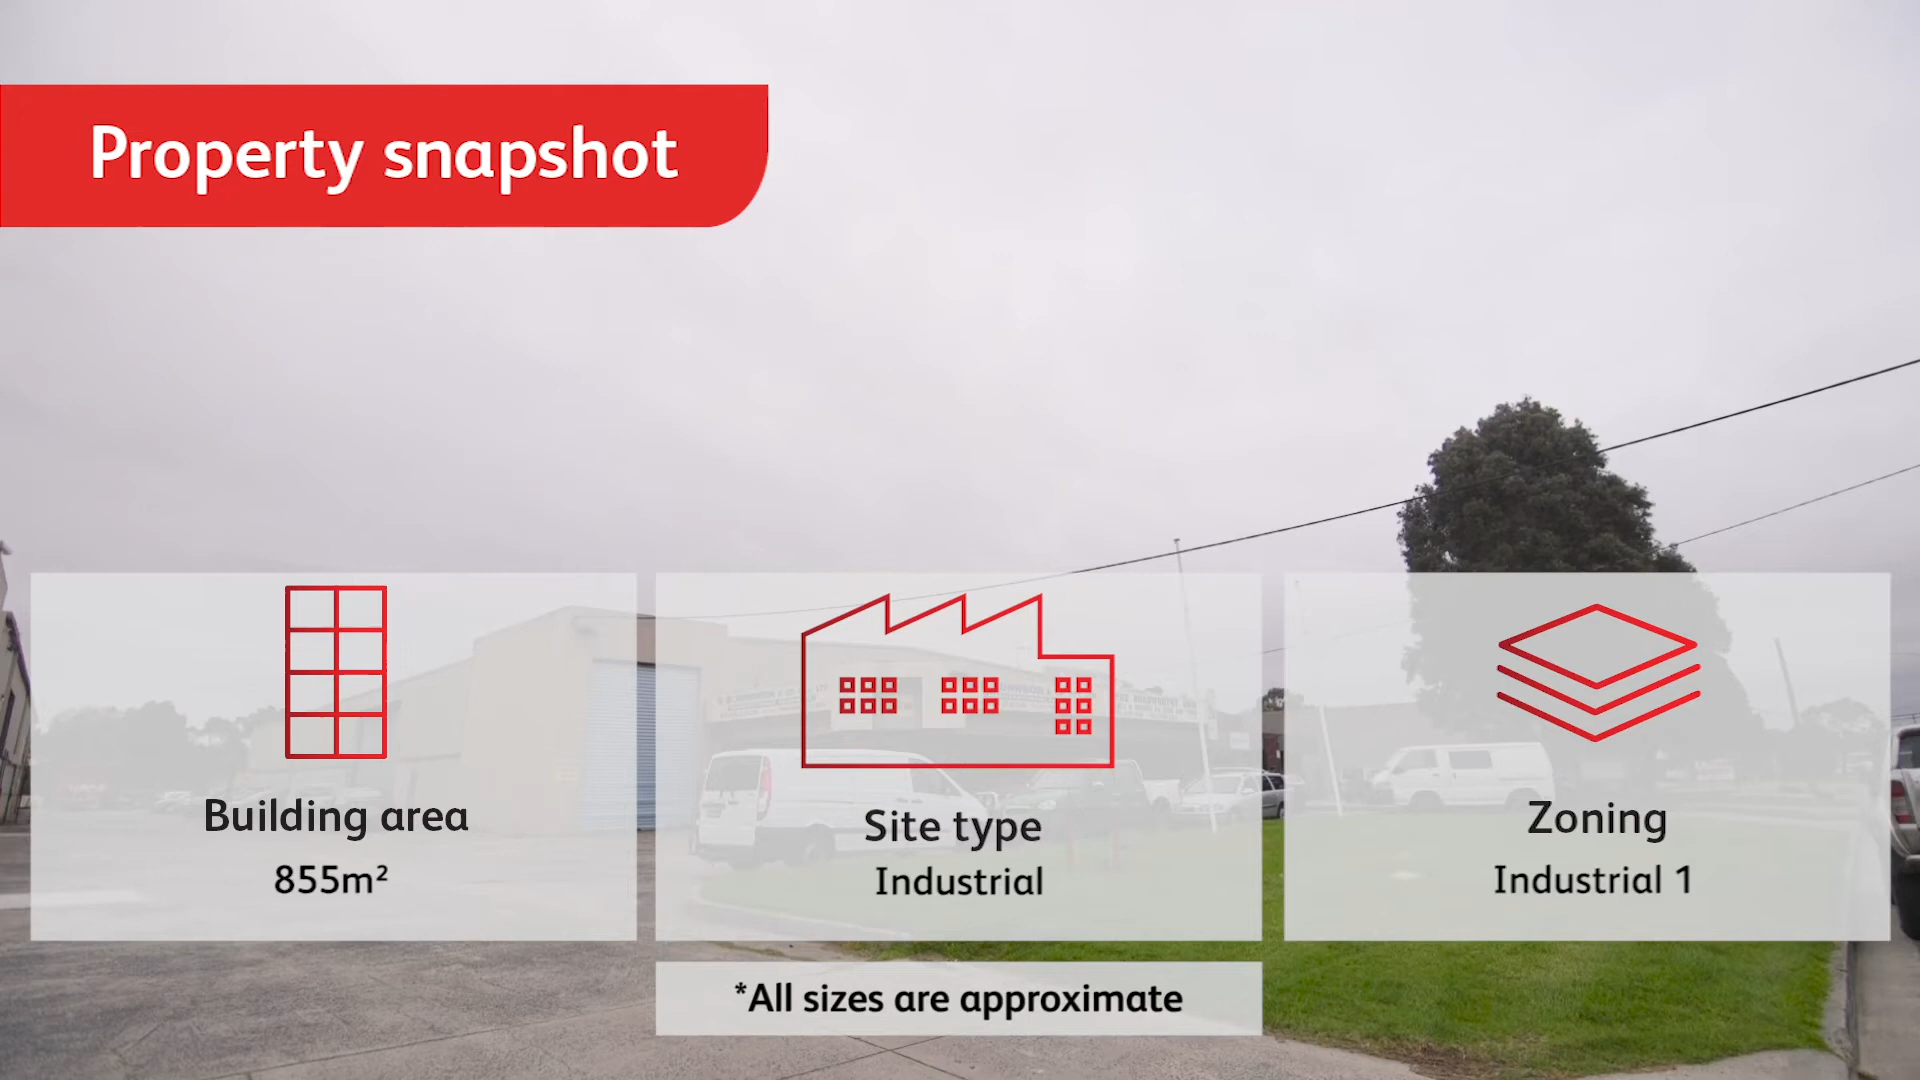 Property snapshot
Building area
855m²
Site type
Industrial
Zoning
Industrial 1
*All sizes are approximate